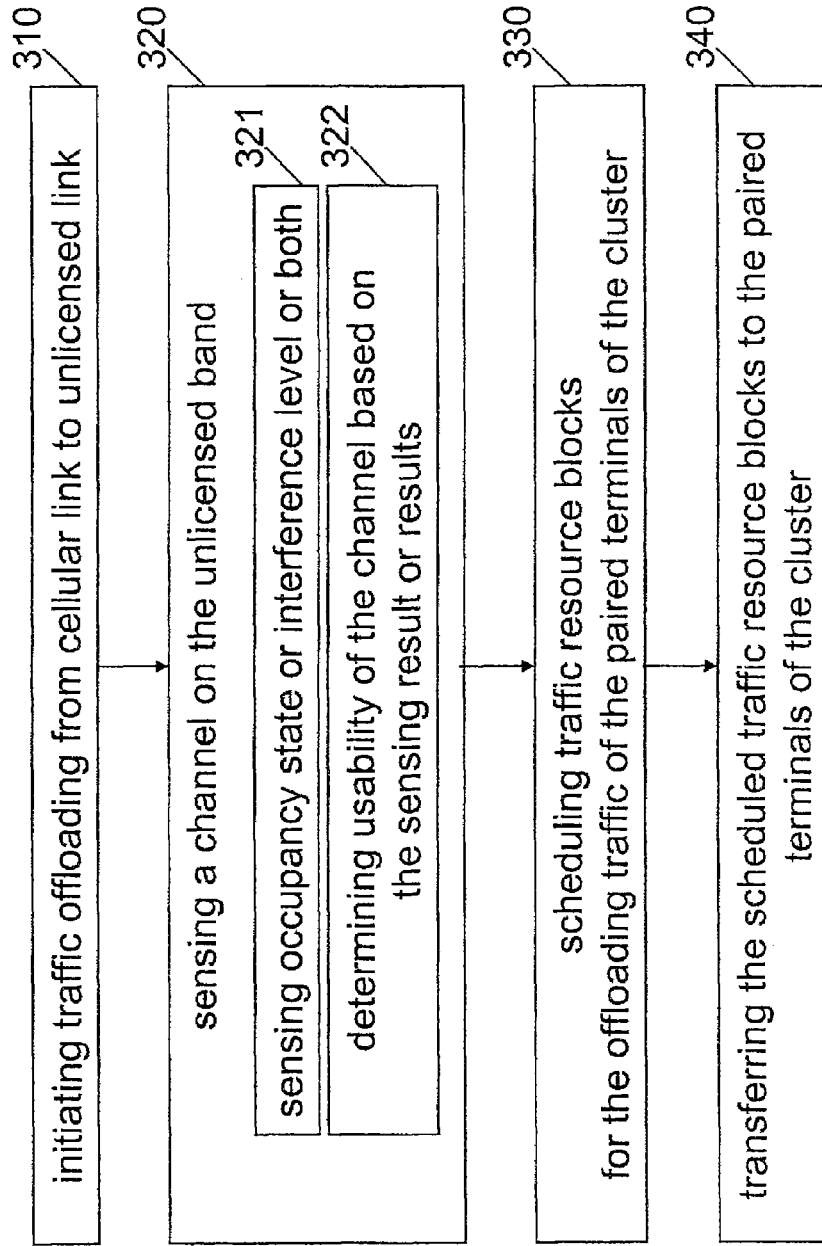 310
initiating traffic offloading from cellular link to unlicensed link
320
sensing a channel on the unlicensed band
321
sensing occupancy state or interference level or both
322
determining usability of the channel based on
the sensing result or results
330
scheduling traffic resource blocks
for the offloading traffic of the paired terminals of the cluster
340
transferring the scheduled traffic resource blocks to the paired
terminals of the cluster